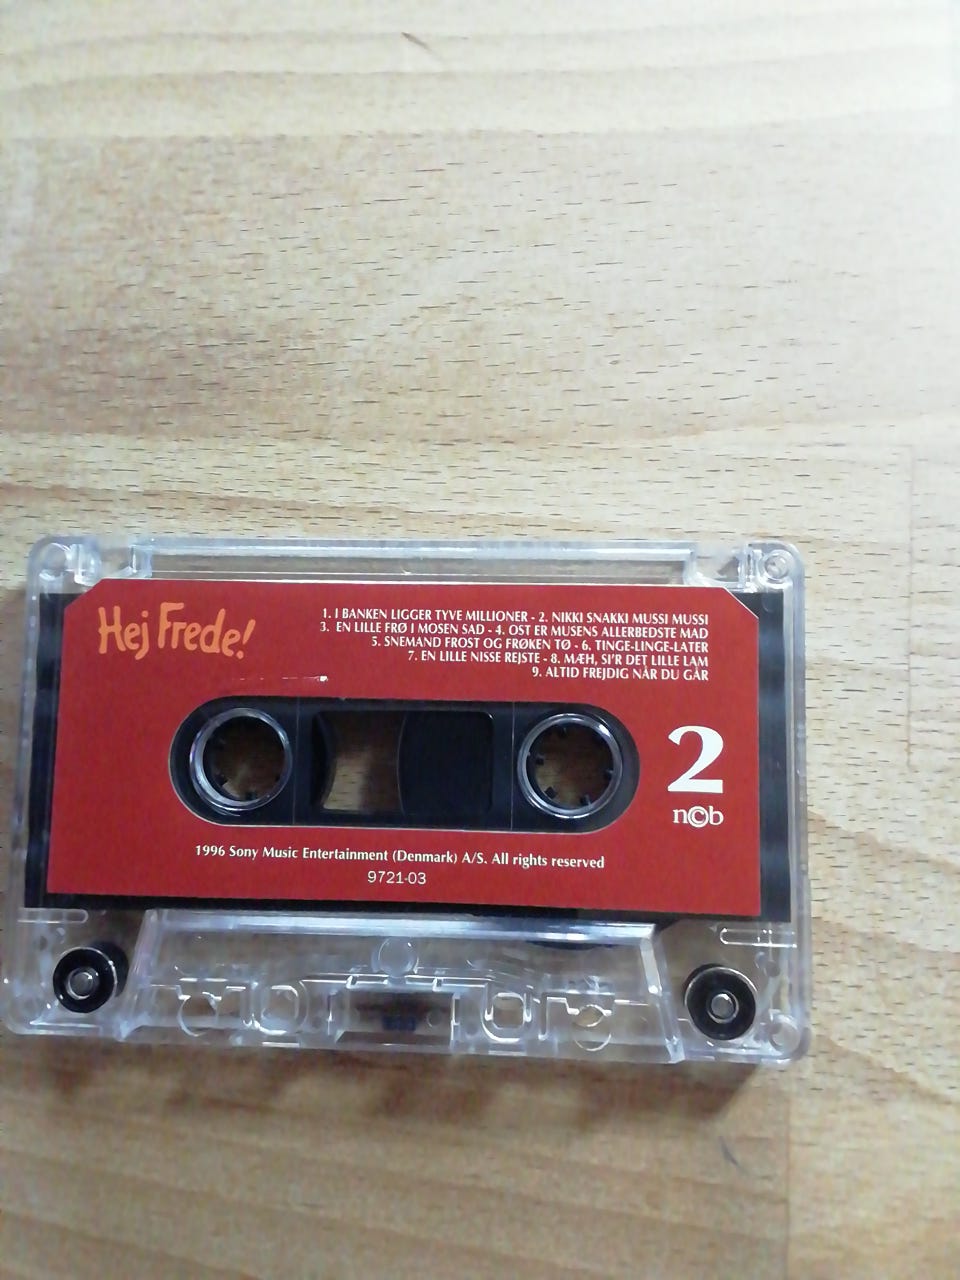 Hej Frede!
1. I BANKEN LIGGER TYVE MILLIONER - 2. NIKKI SNAKKI MUSSI MUSSI
3. EN LILLE FRØ I MOSEN SAD - 4. OST ER MUSENS ALLERBEDSTE MAD
5. SNEMAND FROST OG FRØKEN TØ - 6. TINGE-LINGE-LATER
7. EN LILLE NISSE REJSTE - 8. MÆH, SI'R DET LILLE LAM
9. ALTID FREJDIG NÅR DU GÅR
2
n©b
1996 Sony Music Entertainment (Denmark) A/S. All rights reserved
9721-03